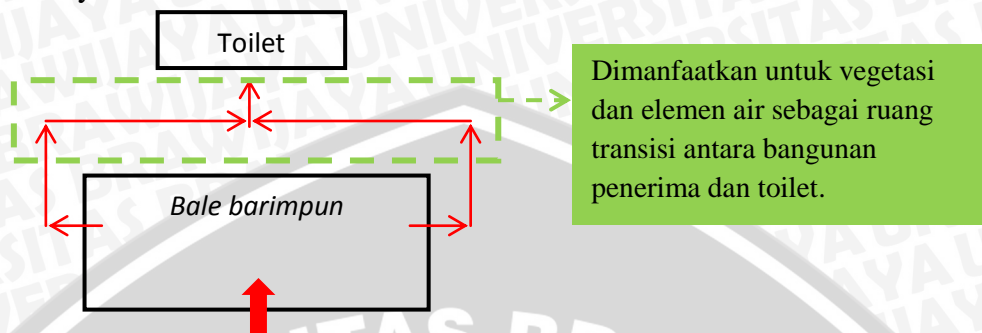 Toilet
Dimanfaatkan untuk vegetasi
dan elemen air sebagai ruang
transisi antara bangunan
penerima dan toilet.
Bale barimpun